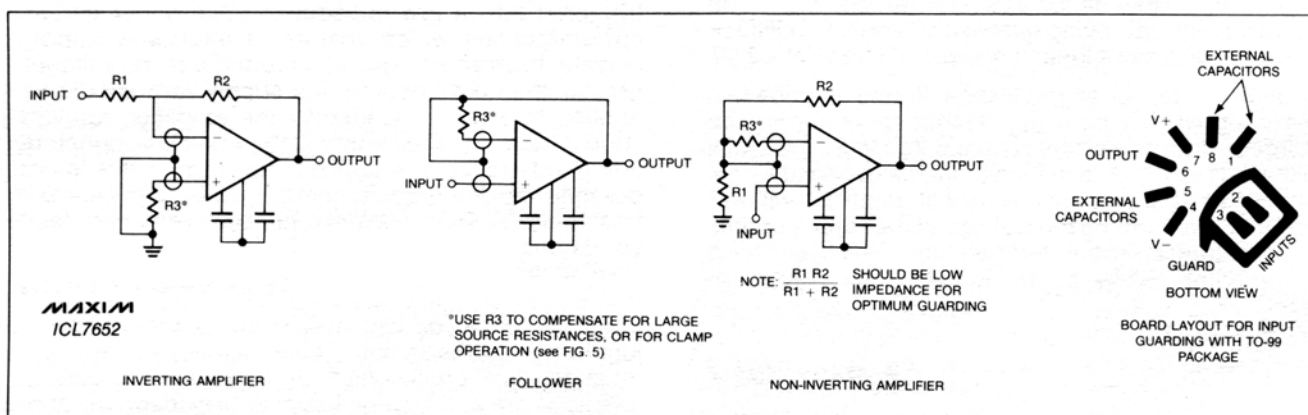 R1
R2
INPUT
−
+
OUTPUT
R3*
MAXIM
ICL7652
INVERTING AMPLIFIER
R3*
−
+
INPUT
OUTPUT
*USE R3 TO COMPENSATE FOR LARGE
SOURCE RESISTANCES, OR FOR CLAMP
OPERATION (see FIG. 5)
FOLLOWER
R2
R3*
−
+
OUTPUT
R1
INPUT
NOTE: R1 R2 / R1 + R2 SHOULD BE LOW
IMPEDANCE FOR
OPTIMUM GUARDING
NON-INVERTING AMPLIFIER
EXTERNAL
CAPACITORS
V+
OUTPUT
EXTERNAL
CAPACITORS
V−
7
8
1
6
5
4
2
3
GUARD
INPUTS
BOTTOM VIEW
BOARD LAYOUT FOR INPUT
GUARDING WITH TO-99
PACKAGE